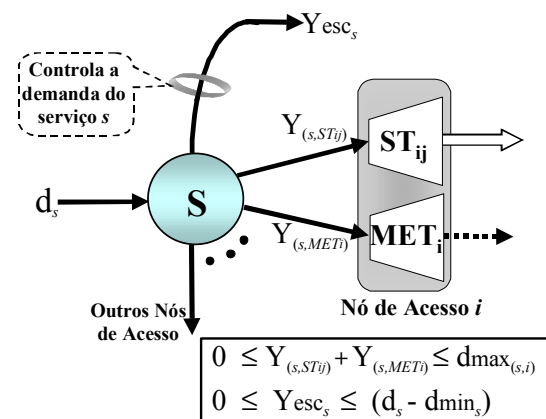 Yesc_s
Controla a
demanda do
serviço s
Y_(s,STij)
ST_ij
d_s
S
Y_(s,METi)
MET_i
Outros Nós
de Acesso
Nó de Acesso i
0 ≤ Y_(s,STij) + Y_(s,METi) ≤ dmax_(s,i)
0 ≤ Yesc_s ≤ (d_s - dmin_s)